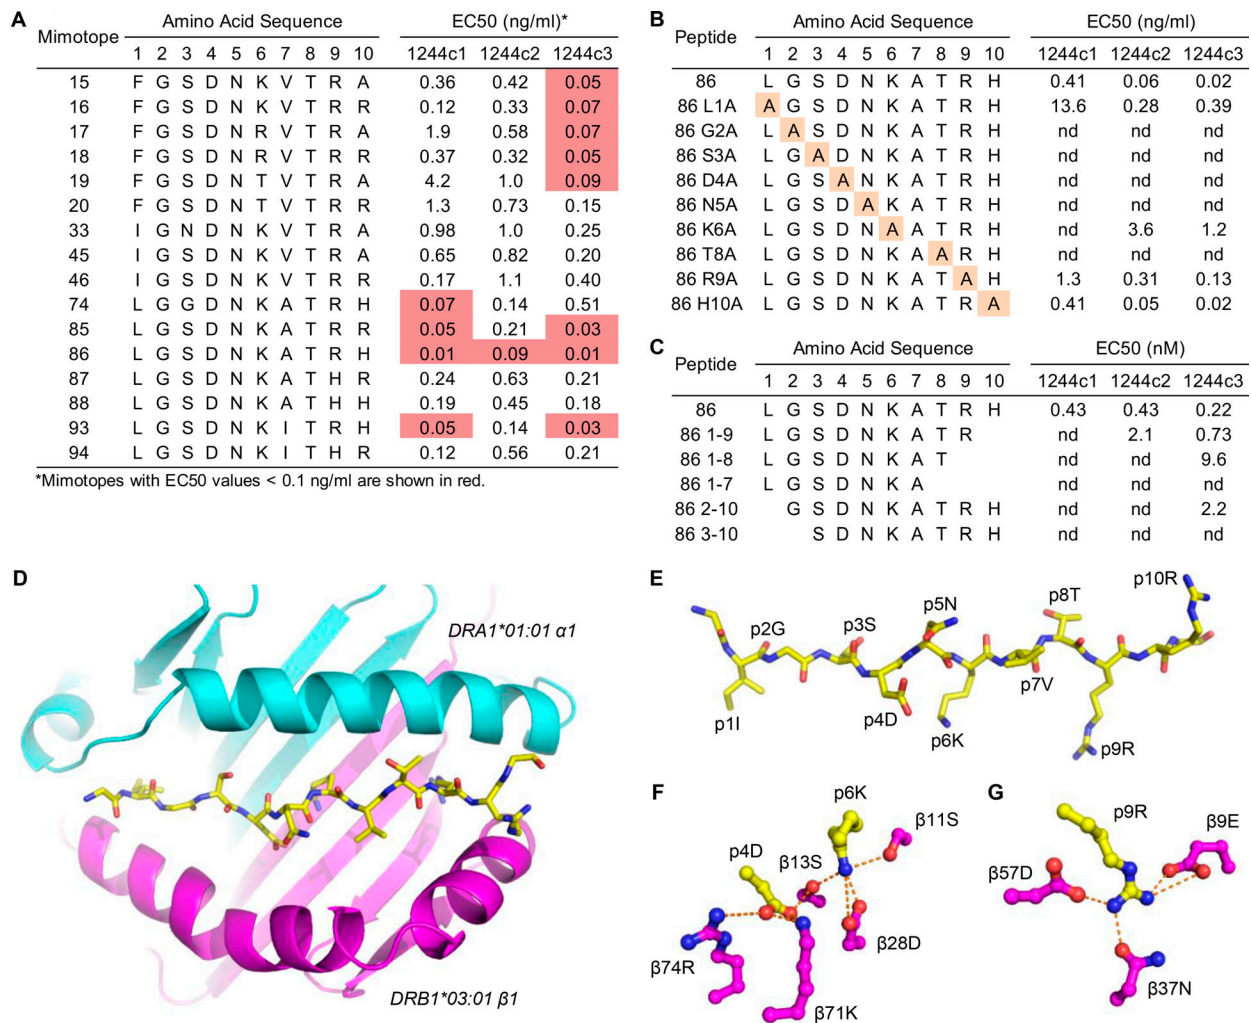 A
Amino Acid Sequence EC50 (ng/ml)*
Mimotope 1 2 3 4 5 6 7 8 9 10 1244c1 1244c2 1244c3
15 F G S D N K V T R A 0.36 0.42 0.05
16 F G S D N K V T R R 0.12 0.33 0.07
17 F G S D N R V T R A 1.9 0.58 0.07
18 F G S D N R V T R R 0.37 0.32 0.05
19 F G S D N T V T R A 4.2 1.0 0.09
20 F G S D N T V T R R 1.3 0.73 0.15
33 I G N D N K V T R A 0.98 1.0 0.25
45 I G S D N K V T R A 0.65 0.82 0.20
46 I G S D N K V T R R 0.17 1.1 0.40
74 L G G D N K A T R H 0.07 0.14 0.51
85 L G S D N K A T R R 0.05 0.21 0.03
86 L G S D N K A T R H 0.01 0.09 0.01
87 L G S D N K A T H R 0.24 0.63 0.21
88 L G S D N K A T H H 0.19 0.45 0.18
93 L G S D N K I T R H 0.05 0.14 0.03
94 L G S D N K I T H R 0.12 0.56 0.21
*Mimotopes with EC50 values < 0.1 ng/ml are shown in red.
B
Amino Acid Sequence EC50 (ng/ml)
Peptide 1 2 3 4 5 6 7 8 9 10 1244c1 1244c2 1244c3
86 L G S D N K A T R H 0.41 0.06 0.02
86 L1A A G S D N K A T R H 13.6 0.28 0.39
86 G2A L A S D N K A T R H nd nd nd
86 S3A L G A D N K A T R H nd nd nd
86 D4A L G S A N K A T R H nd nd nd
86 N5A L G S D A K A T R H nd nd nd
86 K6A L G S D N A A T R H nd 3.6 1.2
86 T8A L G S D N K A A R H nd nd nd
86 R9A L G S D N K A T A H 1.3 0.31 0.13
86 H10A L G S D N K A T R A 0.41 0.05 0.02
C
Amino Acid Sequence EC50 (nM)
Peptide 1 2 3 4 5 6 7 8 9 10 1244c1 1244c2 1244c3
86 L G S D N K A T R H 0.43 0.43 0.22
86 1-9 L G S D N K A T R nd 2.1 0.73
86 1-8 L G S D N K A T nd nd 9.6
86 1-7 L G S D N K A nd nd nd
86 2-10 G S D N K A T R H nd nd 2.2
86 3-10 S D N K A T R H nd nd nd
D
DRA1*01:01 α1
DRB1*03:01 β1
E
p1I
p2G
p3S
p4D
p5N
p6K
p7V
p8T
p9R
p10R
F
p6K
β11S
p4D
β13S
β28D
β74R
β71K
G
p9R
β9E
β57D
β37N